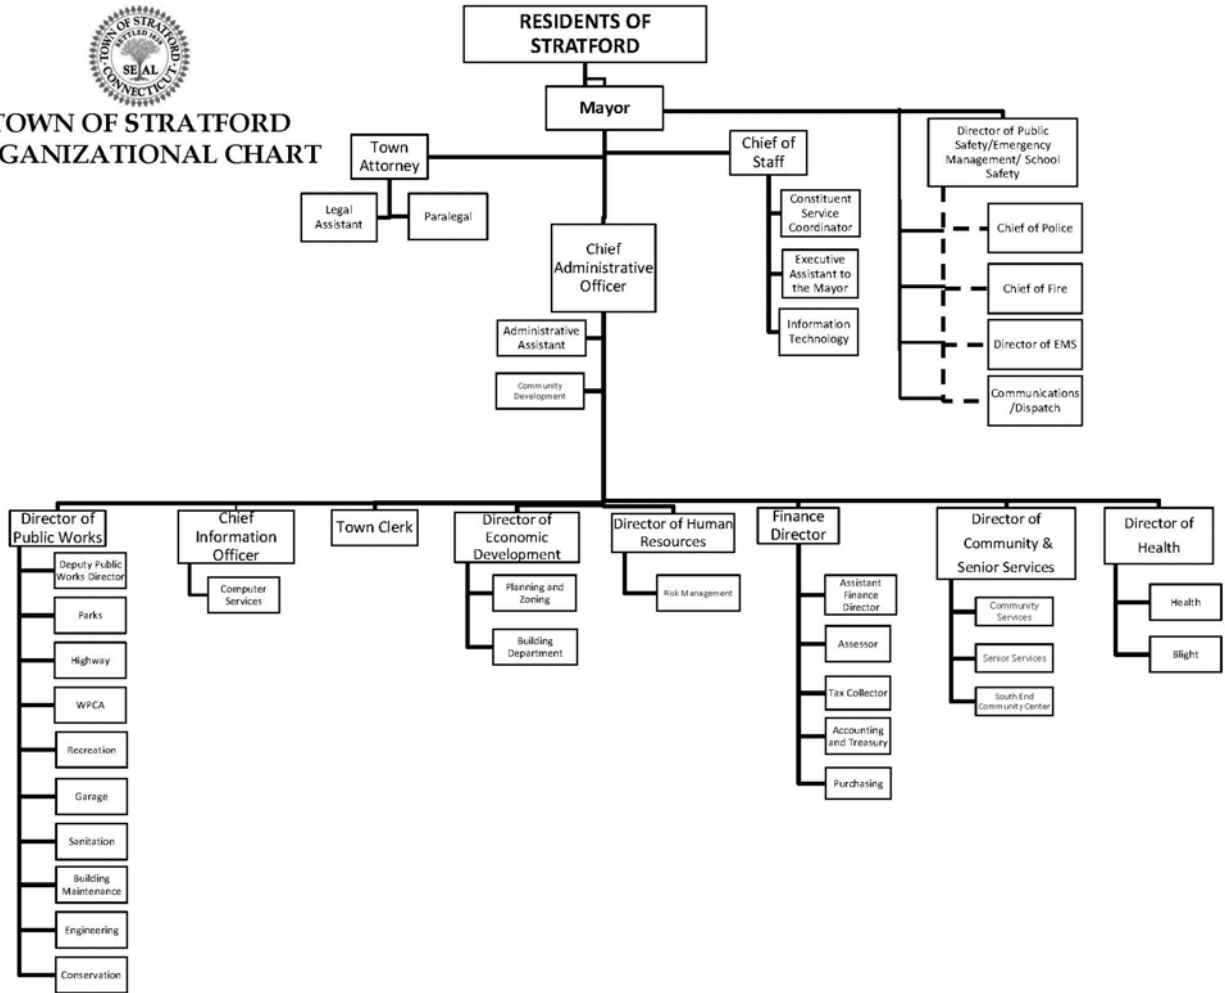 TOWN OF STRATFORD
SETTLED 1639
SEAL
CONNECTICUT
TOWN OF STRATFORD
GANIZATIONAL CHART
RESIDENTS OF
STRATFORD
Mayor
Town
Attorney
Legal
Assistant
Paralegal
Chief of
Staff
Constituent
Service
Coordinator
Executive
Assistant to
the Mayor
Information
Technology
Director of Public
Safety/Emergency
Management/ School
Safety
Chief of Police
Chief of Fire
Director of EMS
Communications
/Dispatch
Chief
Administrative
Officer
Administrative
Assistant
Community
Development
Director of
Public Works
Deputy Public
Works Director
Parks
Highway
WPCA
Recreation
Garage
Sanitation
Building
Maintenance
Engineering
Conservation
Chief
Information
Officer
Computer
Services
Town Clerk
Director of
Economic
Development
Planning and
Zoning
Building
Department
Director of Human
Resources
Risk Management
Finance
Director
Assistant
Finance
Director
Assessor
Tax Collector
Accounting
and Treasury
Purchasing
Director of
Community &
Senior Services
Community
Services
Senior Services
South End
Community Center
Director of
Health
Health
Blight